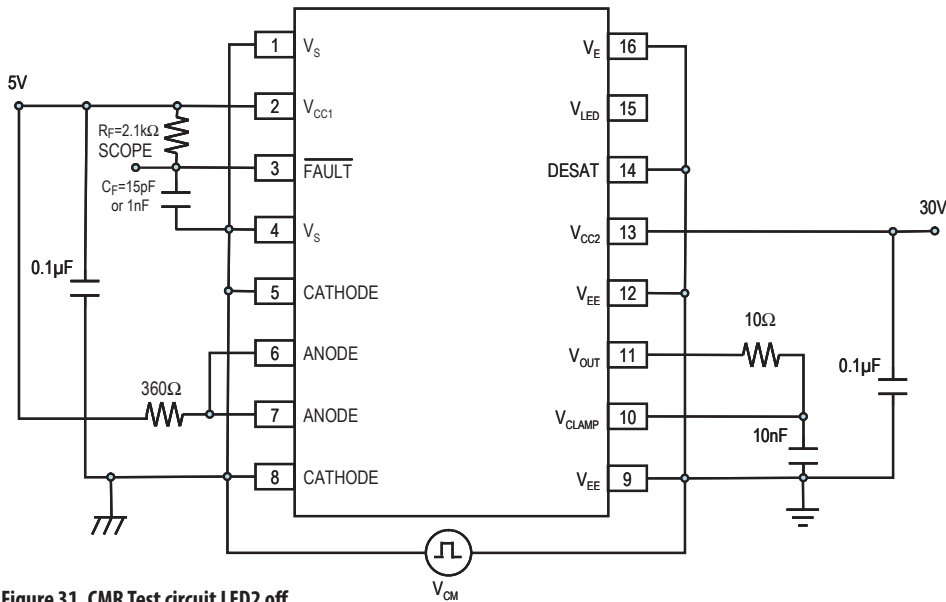 1 V_S
2 V_CC1
3 F̅A̅U̅L̅T̅
4 V_S
5 CATHODE
6 ANODE
7 ANODE
8 CATHODE
V_E 16
V_LED 15
DESAT 14
V_CC2 13
V_EE 12
V_OUT 11
V_CLAMP 10
V_EE 9
5V
R_F=2.1kΩ
SCOPE
C_F=15pF
or 1nF
0.1µF
360Ω
30V
10Ω
0.1µF
10nF
V_CM
Figure 31. CMR Test circuit LED2 off